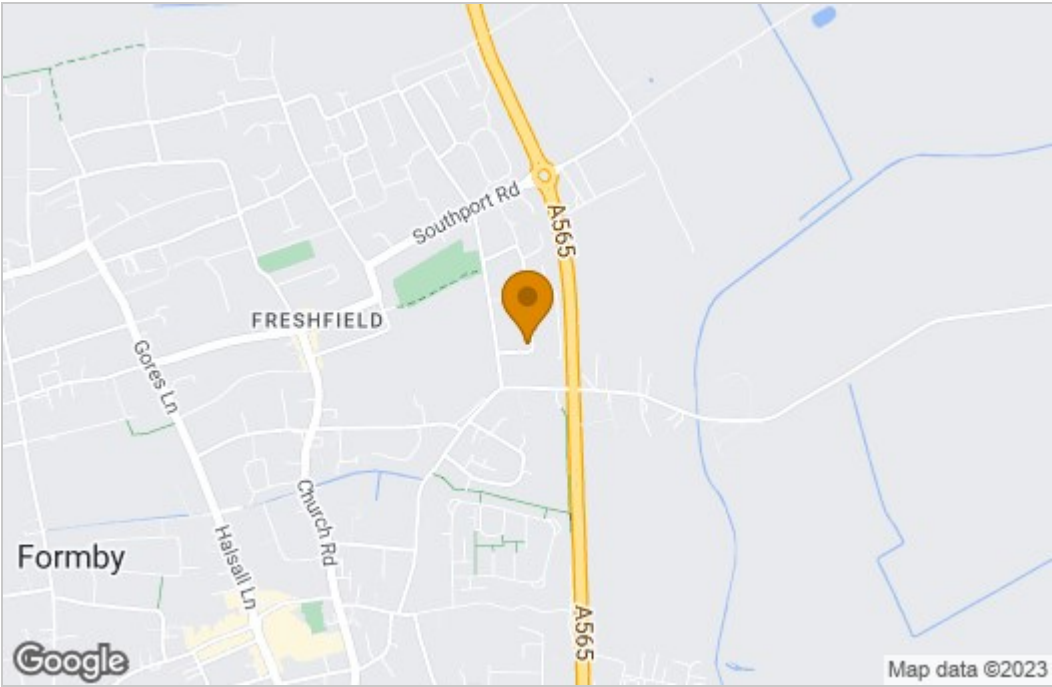 Southport Rd
A565
FRESHFIELD
Gores Ln
Church Rd
Halsall Ln
Formby
A565
Google
Map data ©2023